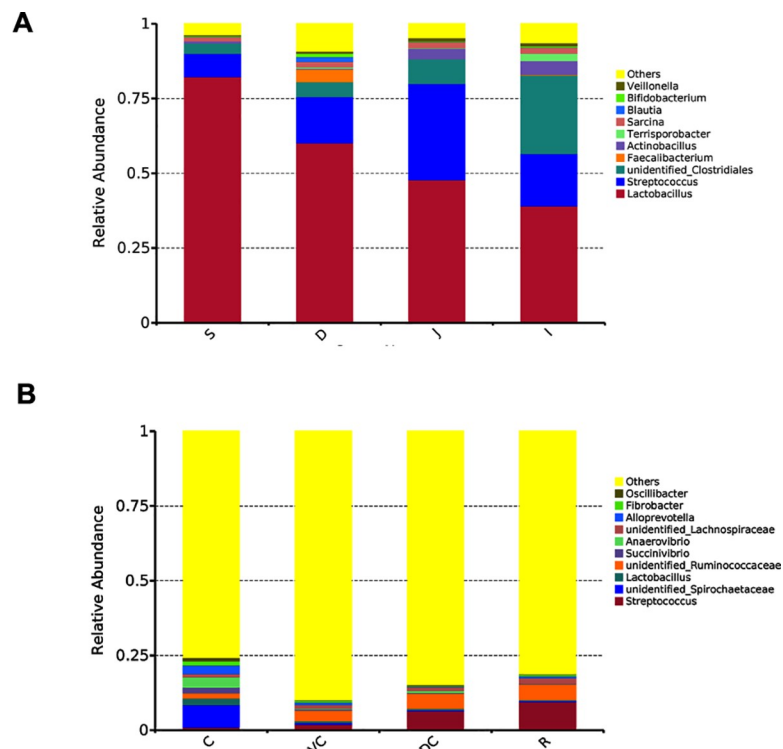 A
Relative Abundance
1
0.75
0.5
0.25
0
S
D
J
I
Others
Veillonella
Bifidobacterium
Blautia
Sarcina
Terrisporobacter
Actinobacillus
Faecalibacterium
unidentified_Clostridiales
Streptococcus
Lactobacillus
B
Relative Abundance
1
0.75
0.5
0.25
0
C
VC
DC
R
Others
Oscillibacter
Fibrobacter
Alloprevotella
unidentified_Lachnospiraceae
Anaerovibrio
Succinivibrio
unidentified_Ruminococcaceae
Lactobacillus
unidentified_Spirochaetaceae
Streptococcus